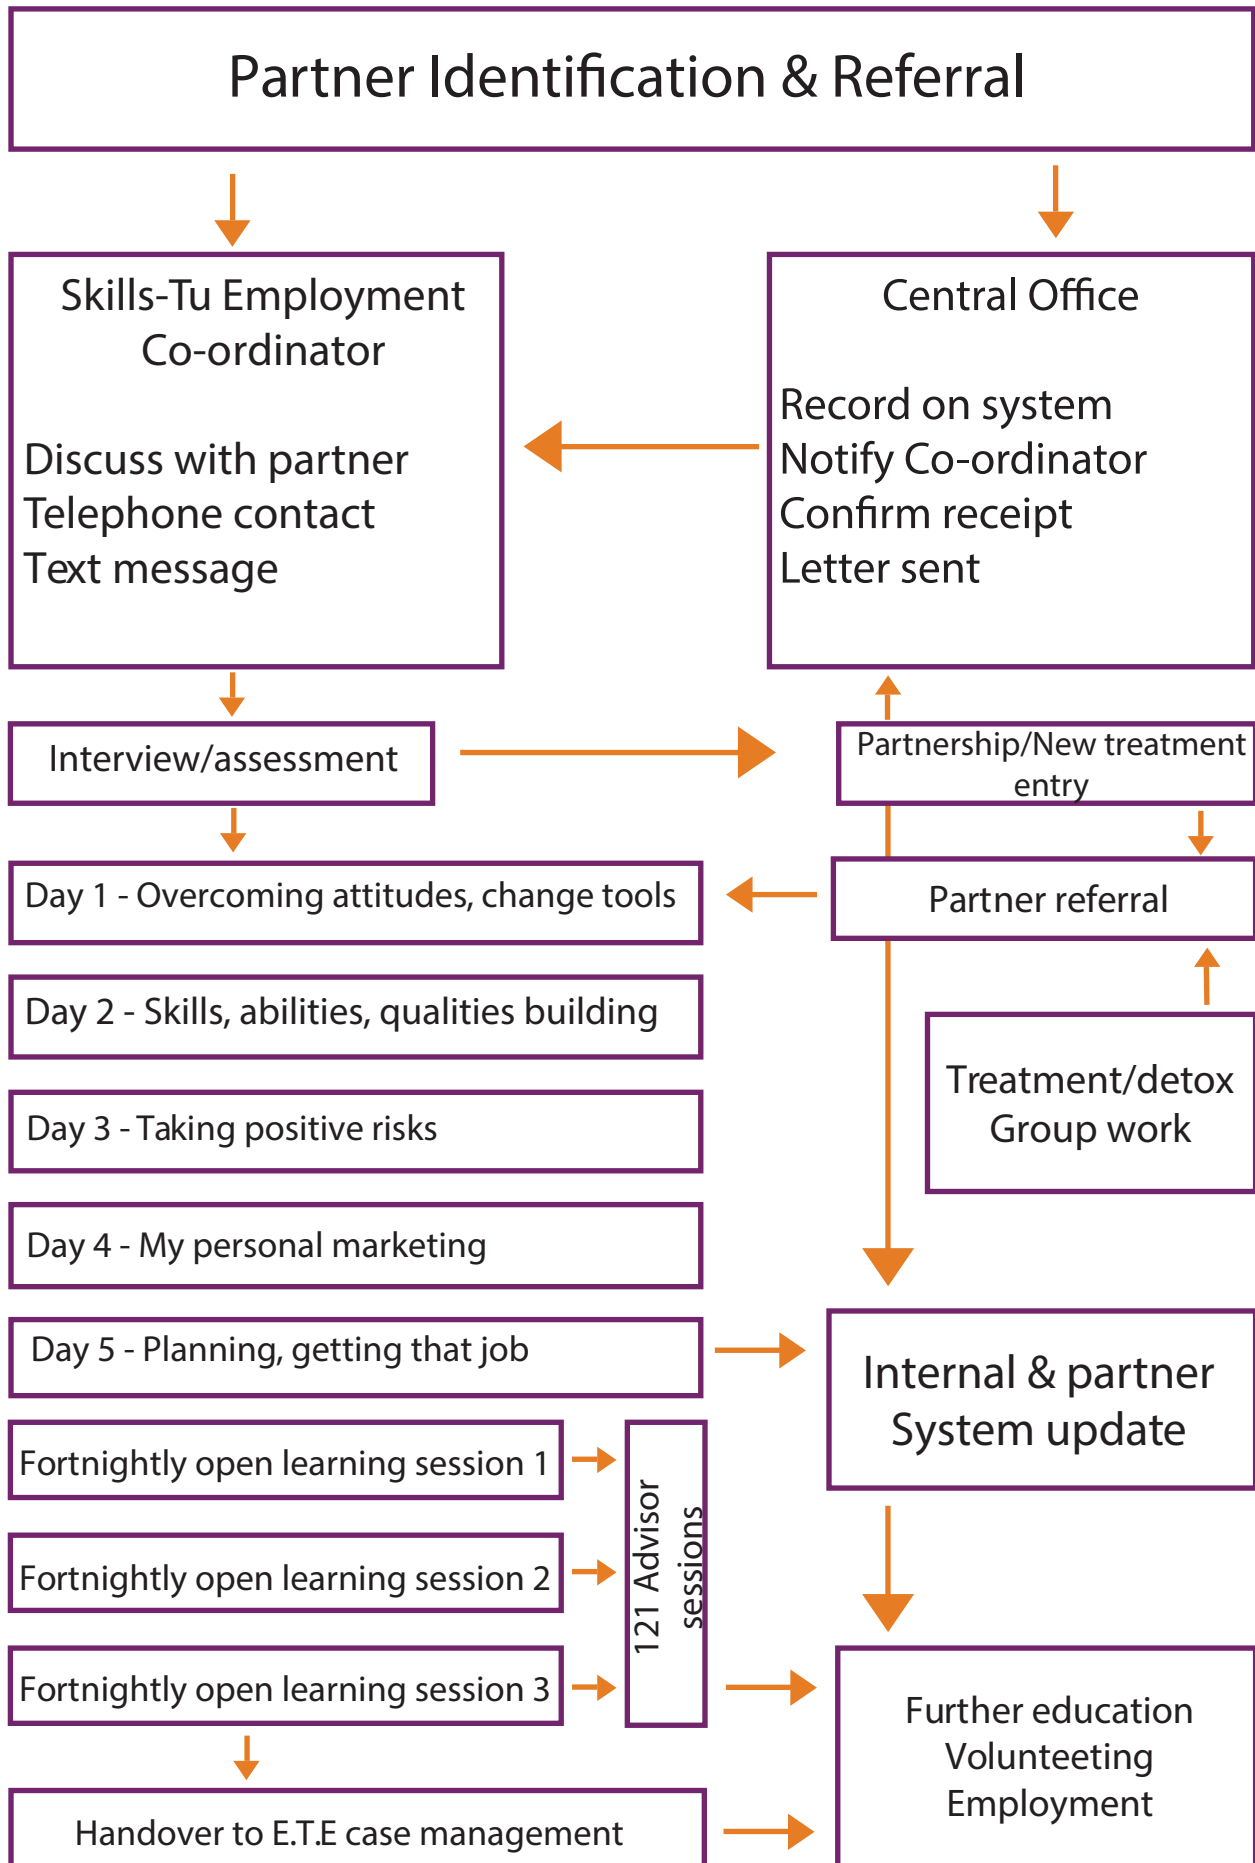 Partner Identification & Referral
Skills-Tu Employment
Co-ordinator
Discuss with partner
Telephone contact
Text message
Central Office
Record on system
Notify Co-ordinator
Confirm receipt
Letter sent
Interview/assessment
Partnership/New treatment
entry
Day 1 - Overcoming attitudes, change tools
Partner referral
Day 2 - Skills, abilities, qualities building
Treatment/detox
Group work
Day 3 - Taking positive risks
Day 4 - My personal marketing
Day 5 - Planning, getting that job
Internal & partner
System update
Fortnightly open learning session 1
Fortnightly open learning session 2
Fortnightly open learning session 3
121 Advisor
sessions
Further education
Volunteeting
Employment
Handover to E.T.E case management